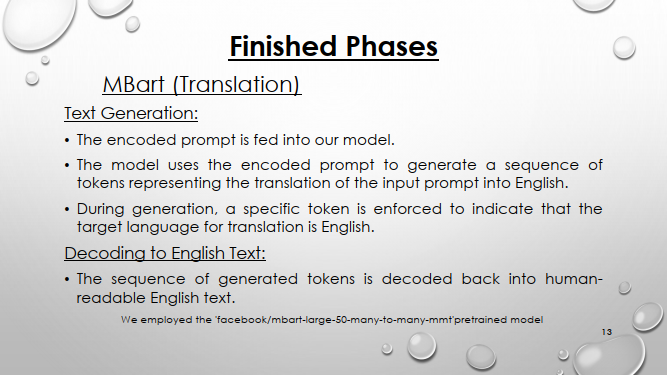 Finished Phases
MBart (Translation)
Text Generation:
• The encoded prompt is fed into our model.
• The model uses the encoded prompt to generate a sequence of
tokens representing the translation of the input prompt into English.
• During generation, a specific token is enforced to indicate that the
target language for translation is English.
Decoding to English Text:
• The sequence of generated tokens is decoded back into human-
readable English text.
We employed the 'facebook/mbart-large-50-many-to-many-mmt'pretrained model
13